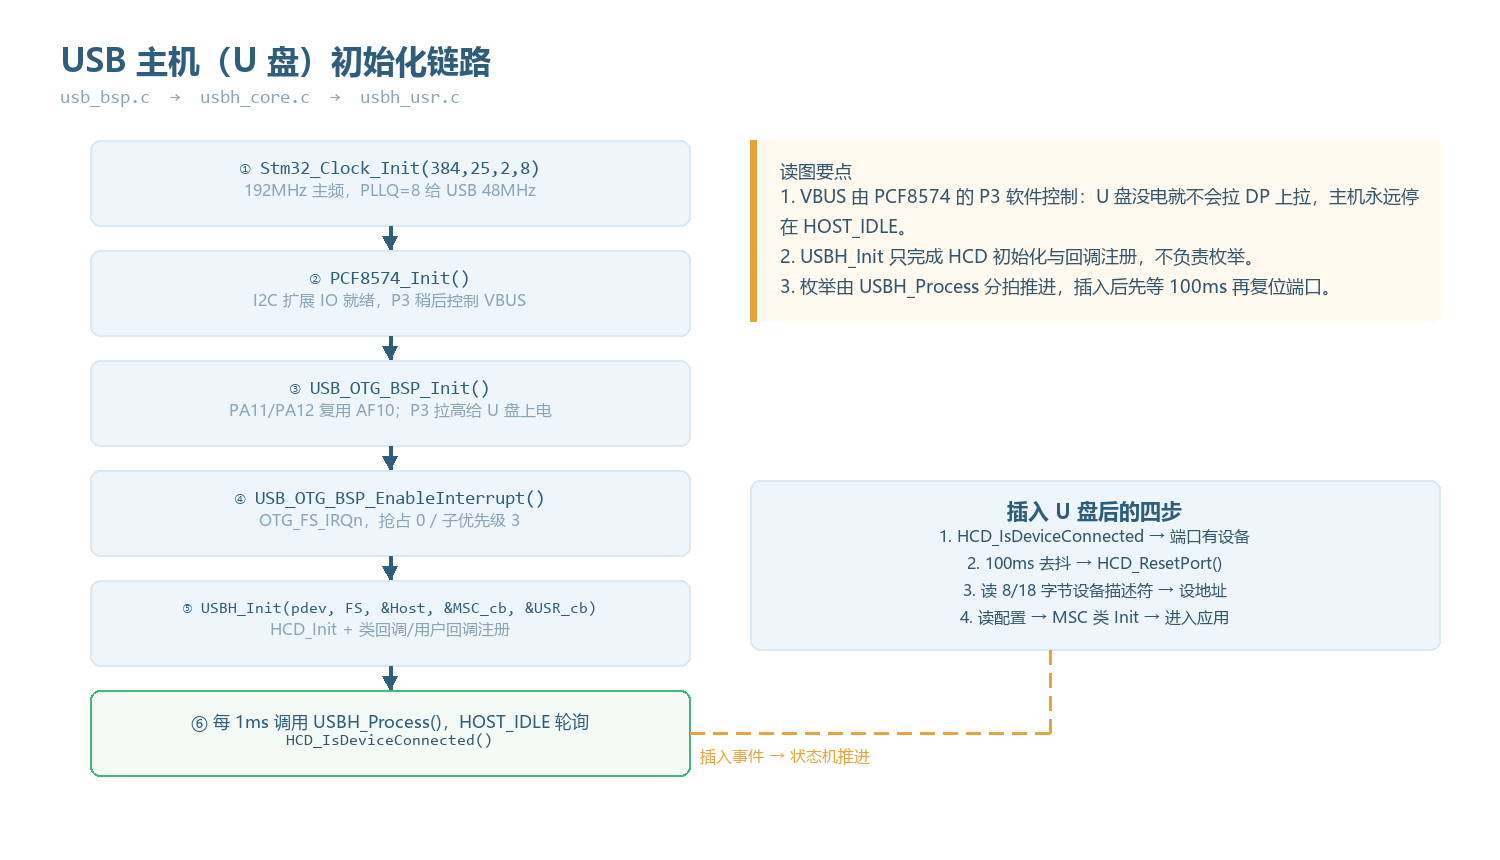 USB 主机（U 盘）初始化链路
usb_bsp.c → usbh_core.c → usbh_usr.c
① Stm32_Clock_Init(384,25,2,8)
192MHz 主频，PLLQ=8 给 USB 48MHz
② PCF8574_Init()
I2C 扩展 IO 就绪，P3 稍后控制 VBUS
③ USB_OTG_BSP_Init()
PA11/PA12 复用 AF10；P3 拉高给 U 盘上电
④ USB_OTG_BSP_EnableInterrupt()
OTG_FS_IRQn，抢占 0 / 子优先级 3
⑤ USBH_Init(pdev, FS, &Host, &MSC_cb, &USR_cb)
HCD_Init + 类回调/用户回调注册
⑥ 每 1ms 调用 USBH_Process()，HOST_IDLE 轮询
HCD_IsDeviceConnected()
读图要点
1. VBUS 由 PCF8574 的 P3 软件控制：U 盘没电就不会拉 DP 上拉，主机永远停
在 HOST_IDLE。
2. USBH_Init 只完成 HCD 初始化与回调注册，不负责枚举。
3. 枚举由 USBH_Process 分拍推进，插入后先等 100ms 再复位端口。
插入 U 盘后的四步
1. HCD_IsDeviceConnected → 端口有设备
2. 100ms 去抖 → HCD_ResetPort()
3. 读 8/18 字节设备描述符 → 设地址
4. 读配置 → MSC 类 Init → 进入应用
插入事件 → 状态机推进